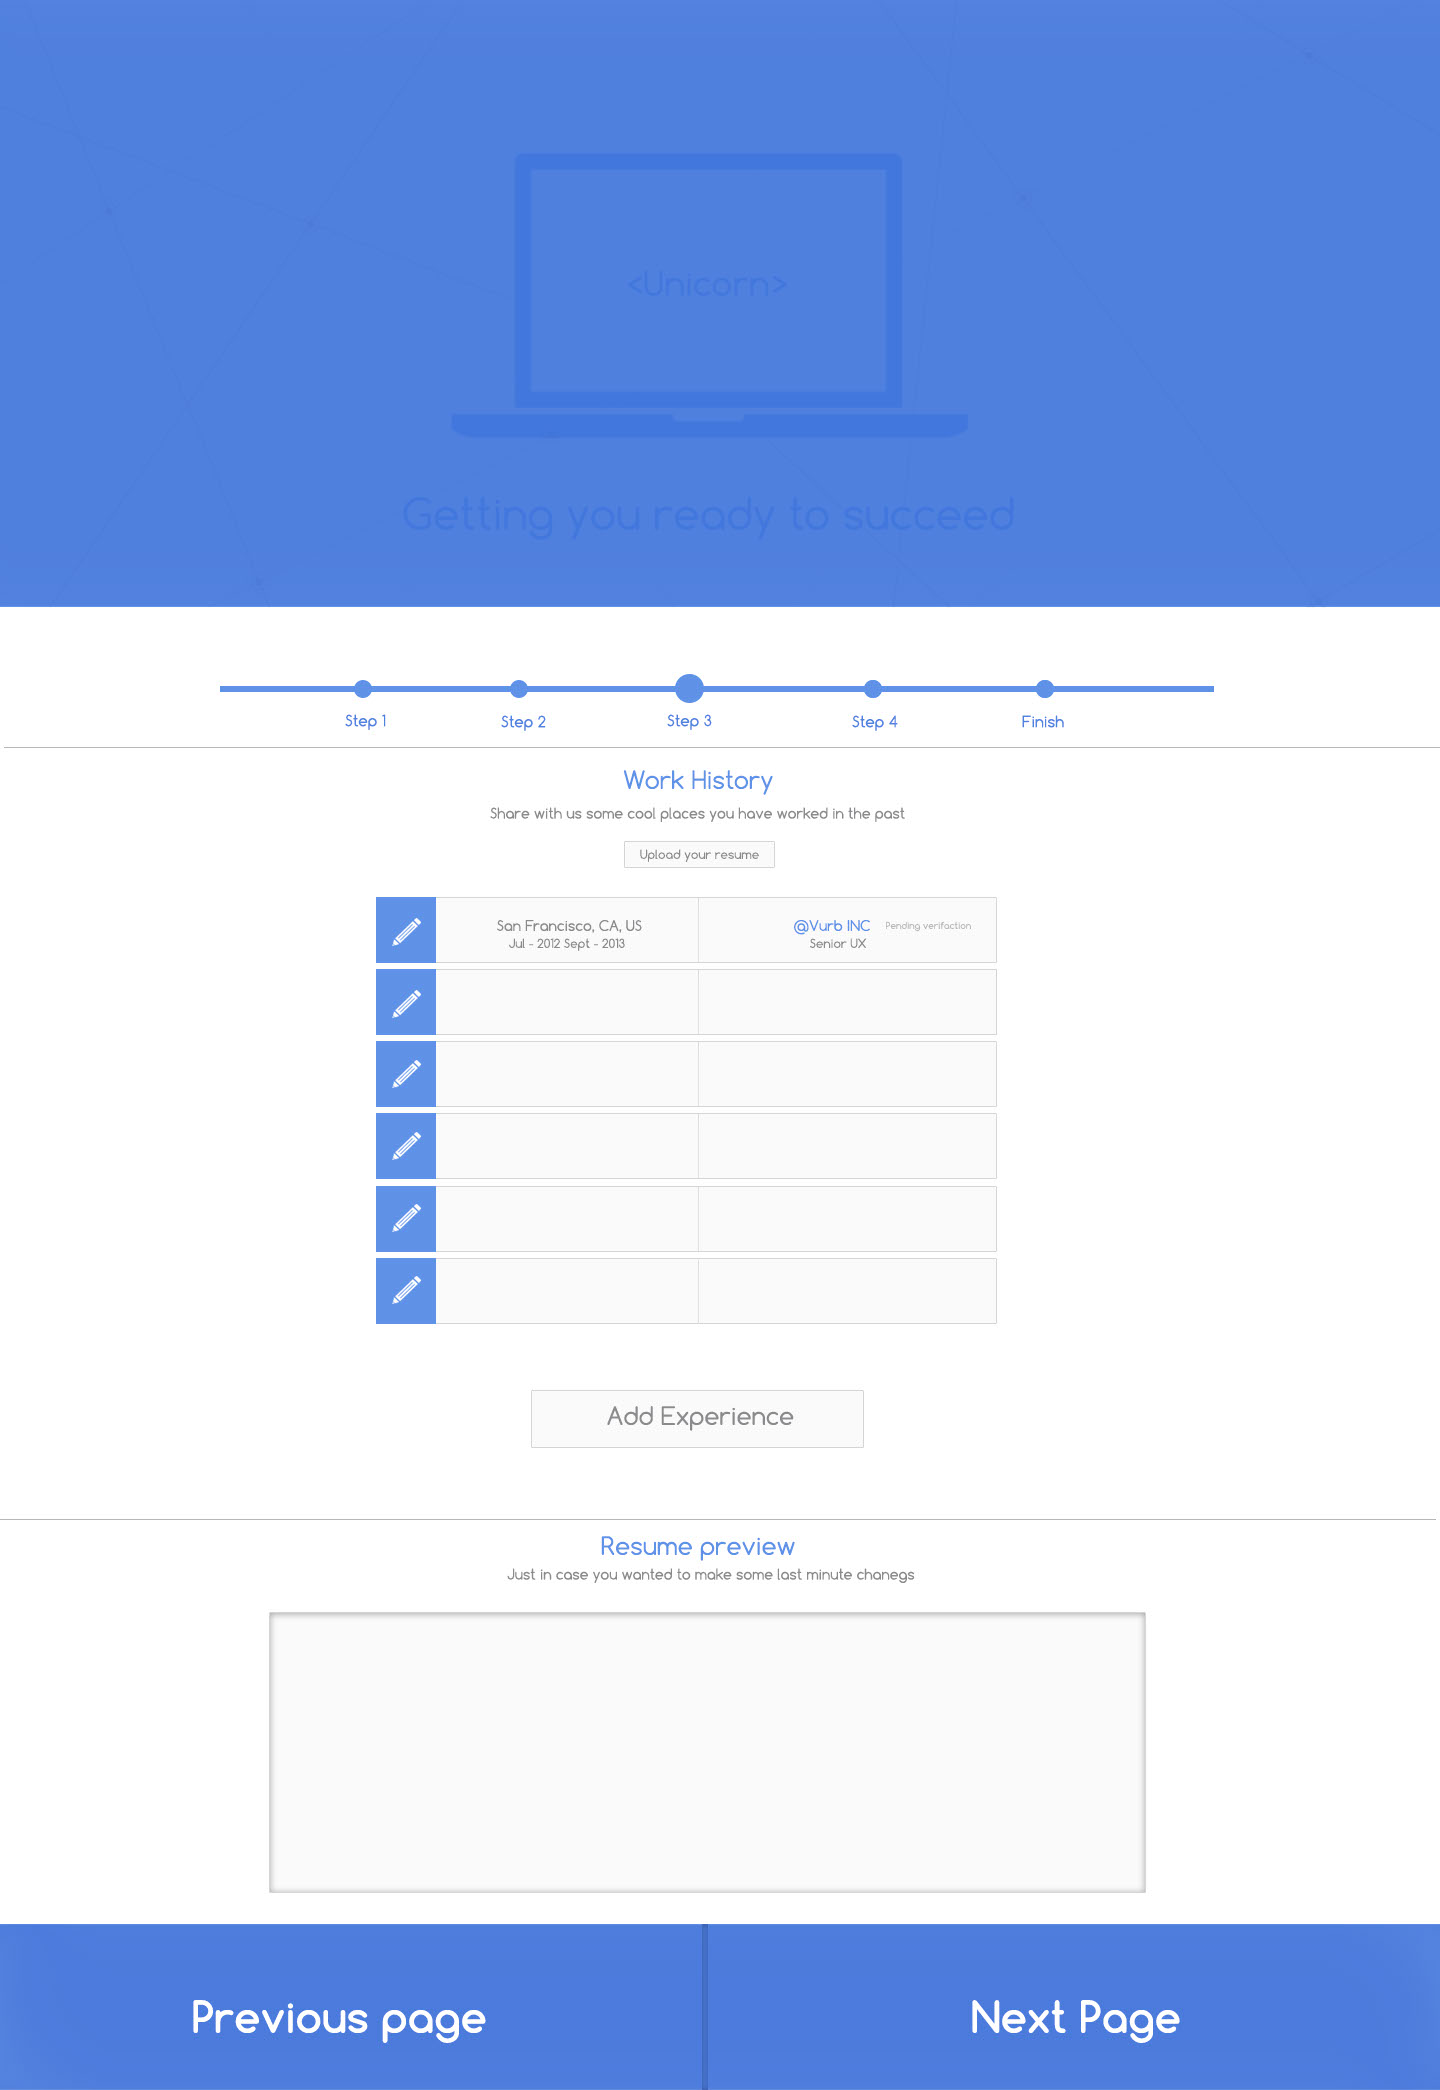 <Unicorn>
Getting you ready to succeed
Step 1
Step 2
Step 3
Step 4
Finish
Work History
Share with us some cool places you have worked in the past
Upload your resume
San Francisco, CA, US
Jul - 2012 Sept - 2013
@Vurb INC Pending verifaction
Senior UX
Add Experience
Resume preview
Just in case you wanted to make some last minute chanegs
Previous page
Next Page